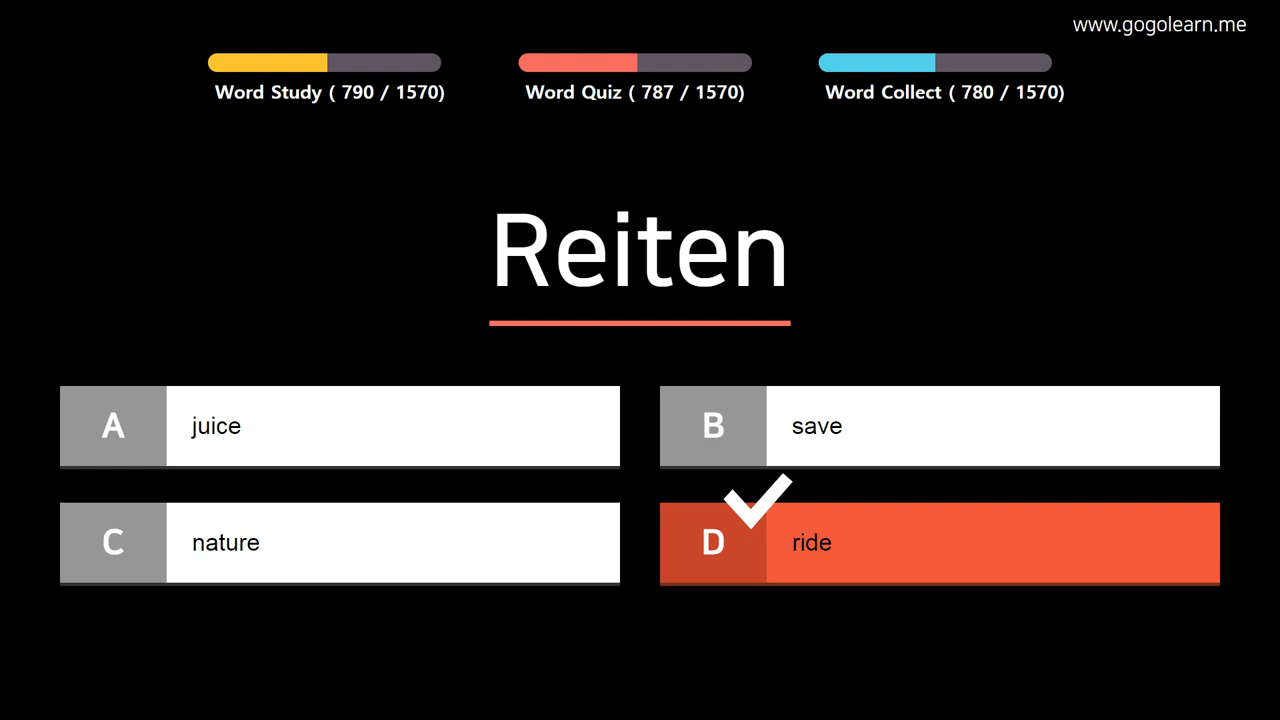 www.gogolearn.me
Word Study ( 790 / 1570)
Word Quiz ( 787 / 1570)
Word Collect ( 780 / 1570)
Reiten
A juice
B save
C nature
D ride